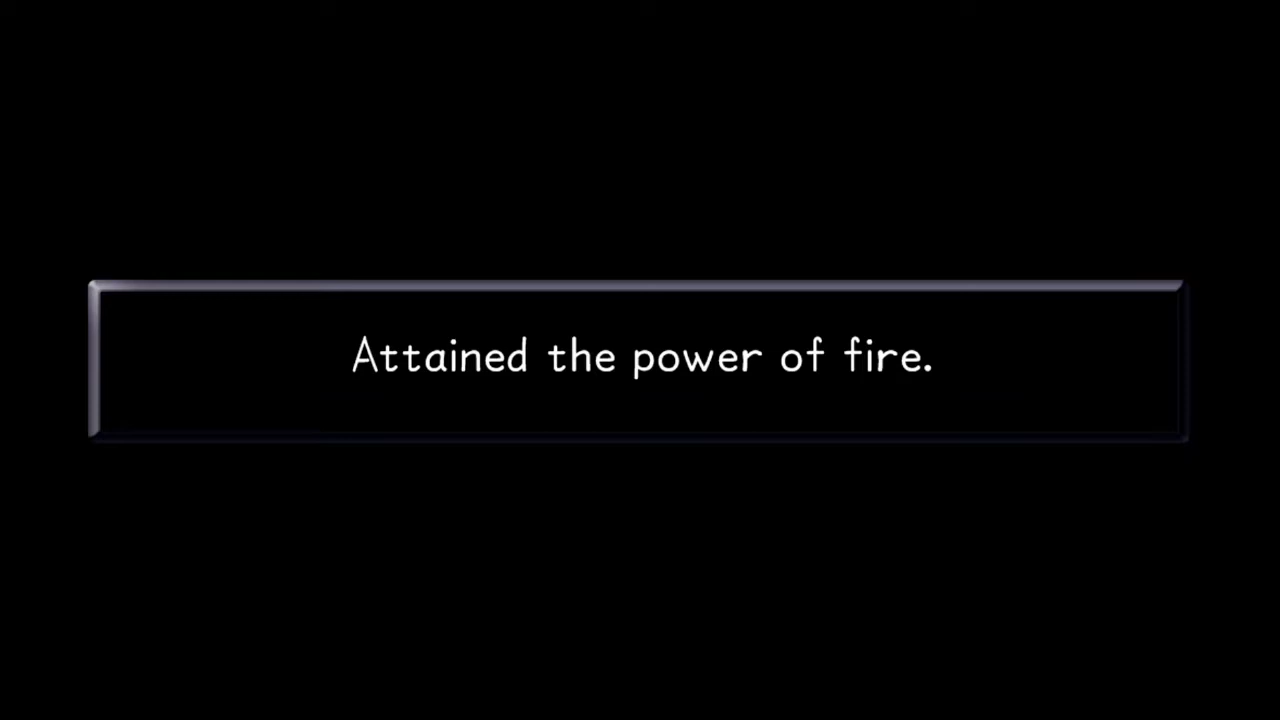 Attained the power of fire.